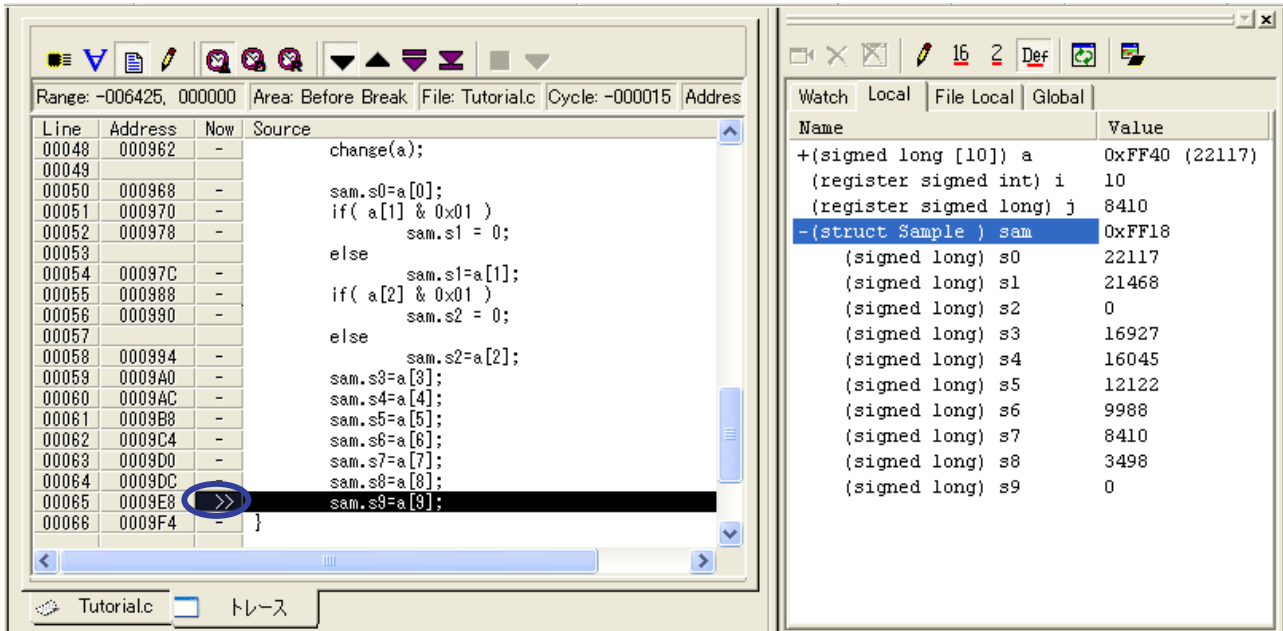 Range: -006425, 000000 Area: Before Break File: Tutorial.c Cycle: -000015 Addres
Line Address Now Source
00048 000962 - change(a);
00049
00050 000968 - sam.s0=a[0];
00051 000970 - if( a[1] & 0x01 )
00052 000978 - sam.s1 = 0;
00053 else
00054 00097C - sam.s1=a[1];
00055 000988 - if( a[2] & 0x01 )
00056 000990 - sam.s2 = 0;
00057 else
00058 000994 - sam.s2=a[2];
00059 0009A0 - sam.s3=a[3];
00060 0009AC - sam.s4=a[4];
00061 0009B8 - sam.s5=a[5];
00062 0009C4 - sam.s6=a[6];
00063 0009D0 - sam.s7=a[7];
00064 0009DC - sam.s8=a[8];
00065 0009E8 >> sam.s9=a[9];
00066 0009F4 - }
Tutorial.c トレース
16 2 Def
Watch Local File Local Global
Name Value
+(signed long [10]) a 0xFF40 (22117)
(register signed int) i 10
(register signed long) j 8410
-(struct Sample ) sam 0xFF18
(signed long) s0 22117
(signed long) s1 21468
(signed long) s2 0
(signed long) s3 16927
(signed long) s4 16045
(signed long) s5 12122
(signed long) s6 9988
(signed long) s7 8410
(signed long) s8 3498
(signed long) s9 0